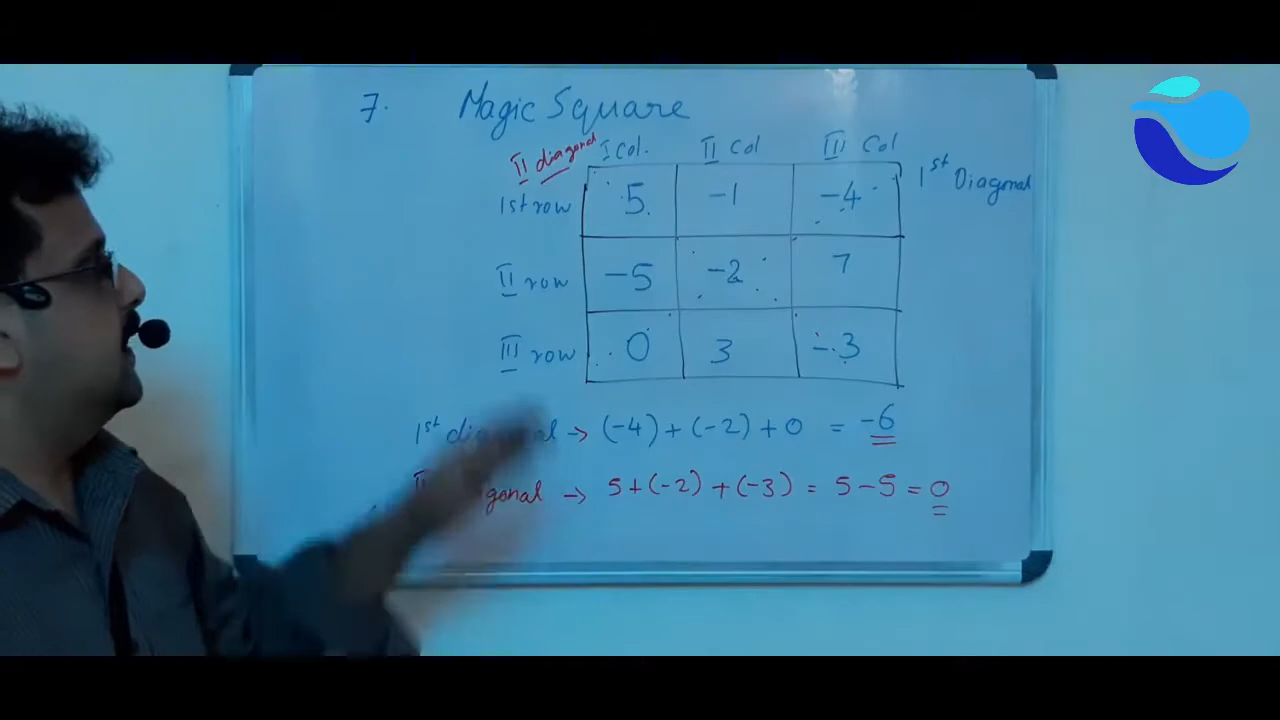 7. Magic Square
II diagonal I Col. II Col III Col
1st row 5 -1 -4 1st Diagonal
II row -5 -2 7
III row 0 3 -3
1st diagonal → (-4) + (-2) + 0 = -6
gonal → 5 + (-2) + (-3) = 5 - 5 = 0